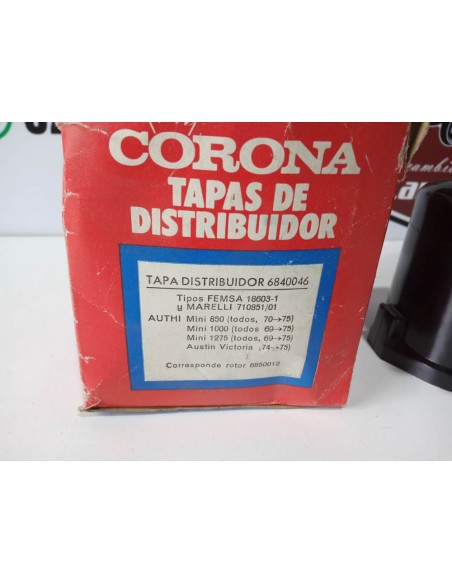 CORONA
TAPAS DE
DISTRIBUIDOR
TAPA DISTRIBUIDOR 6840046
Tipos FEMSA 18603-1
y MARELLI 710851/01
AUTHI Mini 850 (todos, 70→75)
Mini 1000 (todos 69→75)
Mini 1275 (todos, 69→75)
Austin Victoria .74→75)
Corresponde rotor 6850012